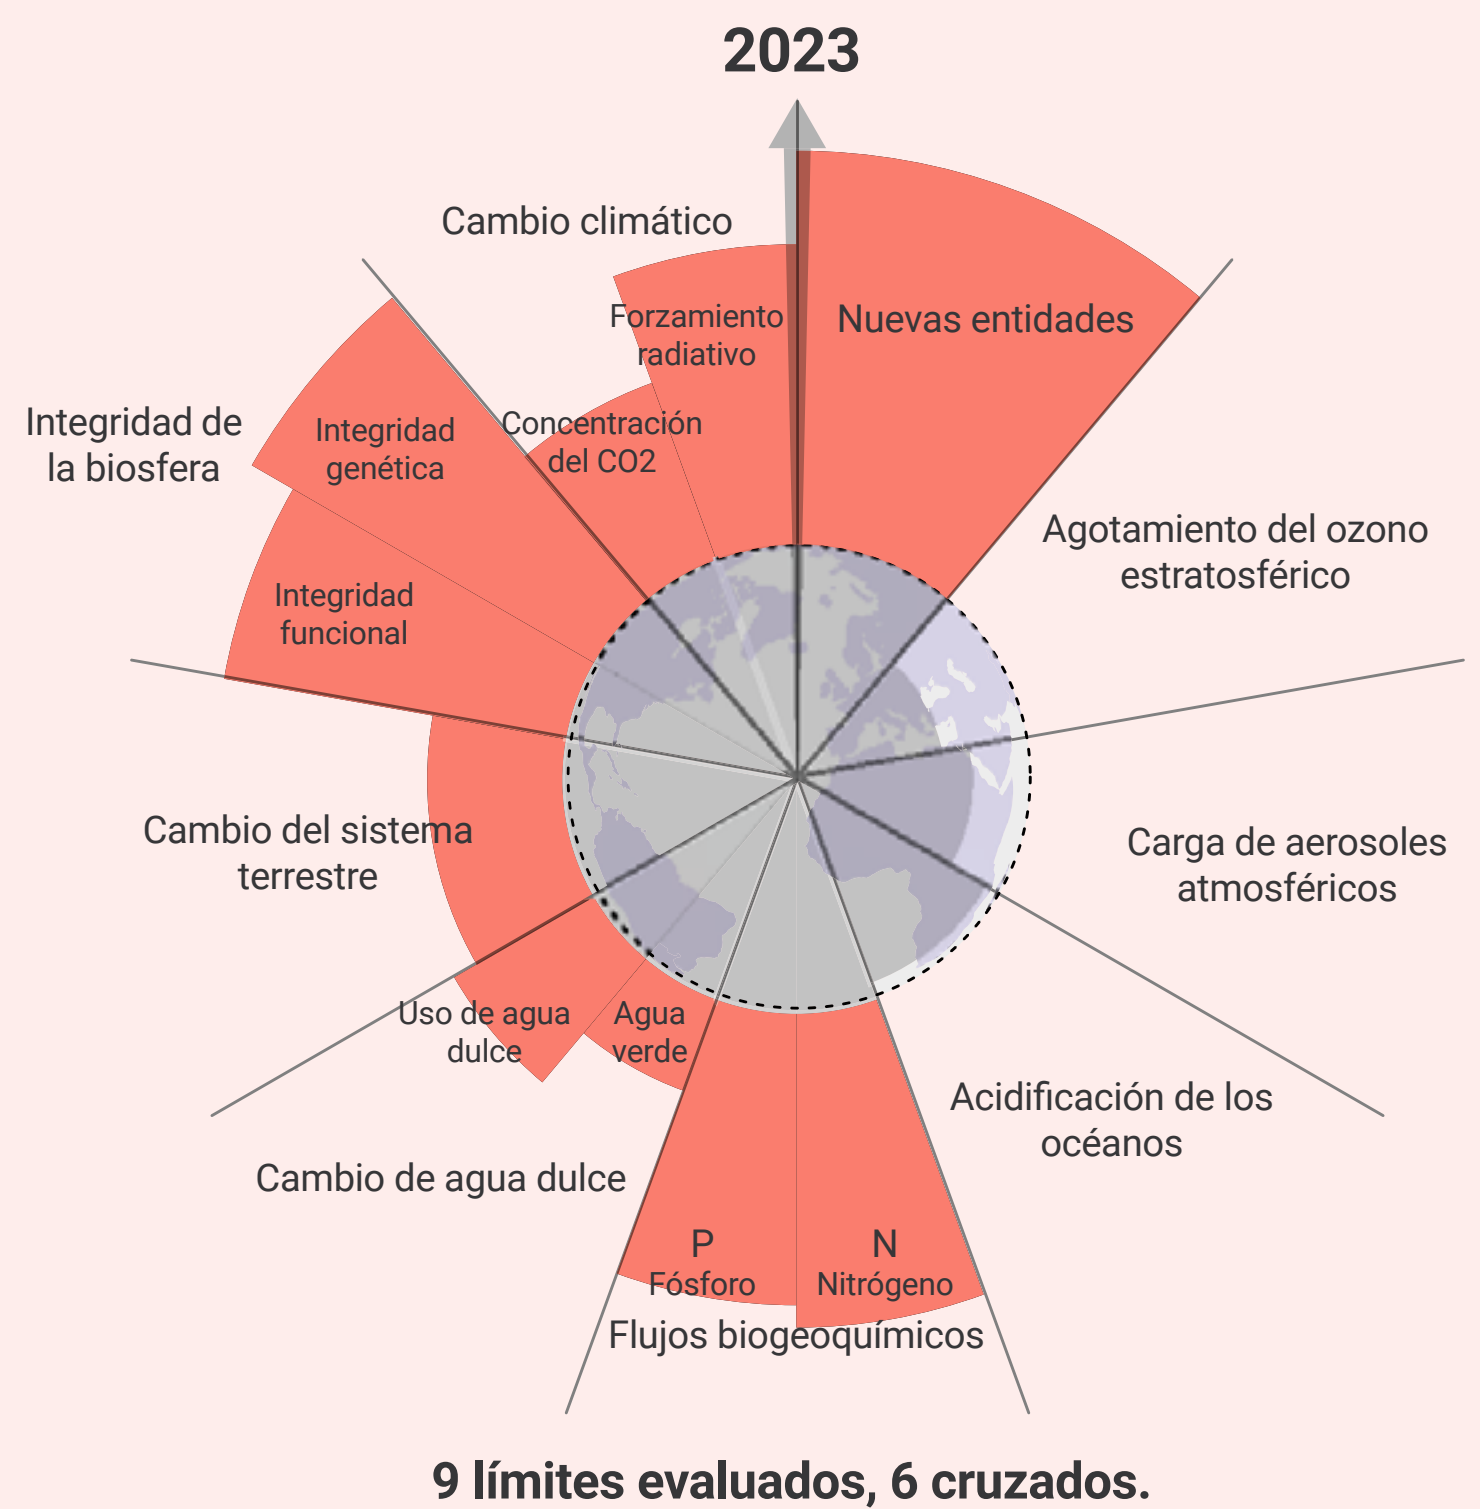 2023
Cambio climático
Forzamiento
radiativo
Nuevas entidades
Concentración
del CO2
Integridad de
la biosfera
Integridad
genética
Integridad
funcional
Agotamiento del ozono
estratosférico
Cambio del sistema
terrestre
Carga de aerosoles
atmosféricos
Uso de agua
dulce
Agua
verde
Acidificación de los
océanos
Cambio de agua dulce
P
Fósforo
N
Nitrógeno
Flujos biogeoquímicos
9 límites evaluados, 6 cruzados.